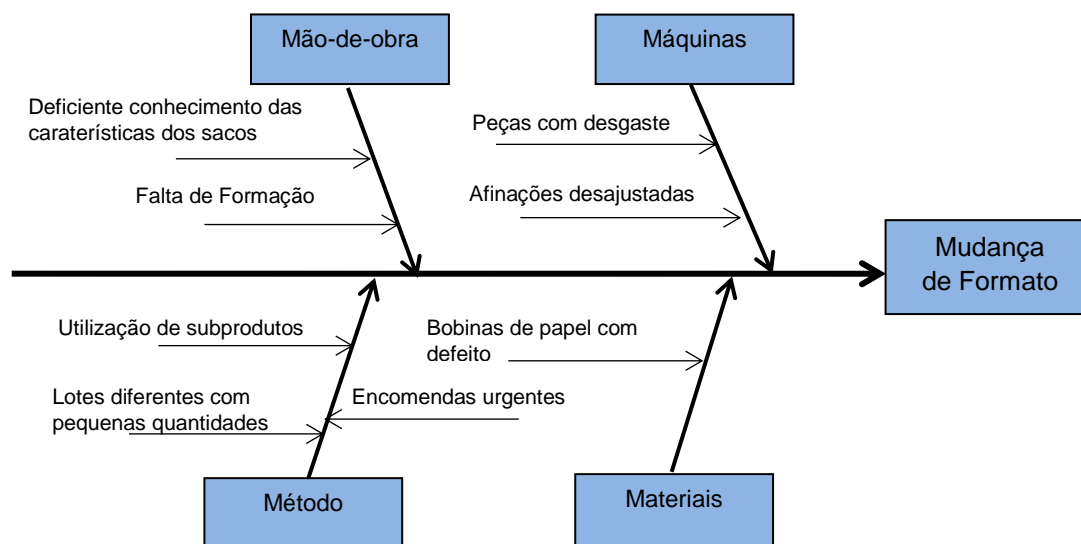 Mão-de-obra
Máquinas
Deficiente conhecimento das
caraterísticas dos sacos
Peças com desgaste
Falta de Formação
Afinações desajustadas
Mudança
de Formato
Utilização de subprodutos
Bobinas de papel com
defeito
Lotes diferentes com
pequenas quantidades
Encomendas urgentes
Método
Materiais